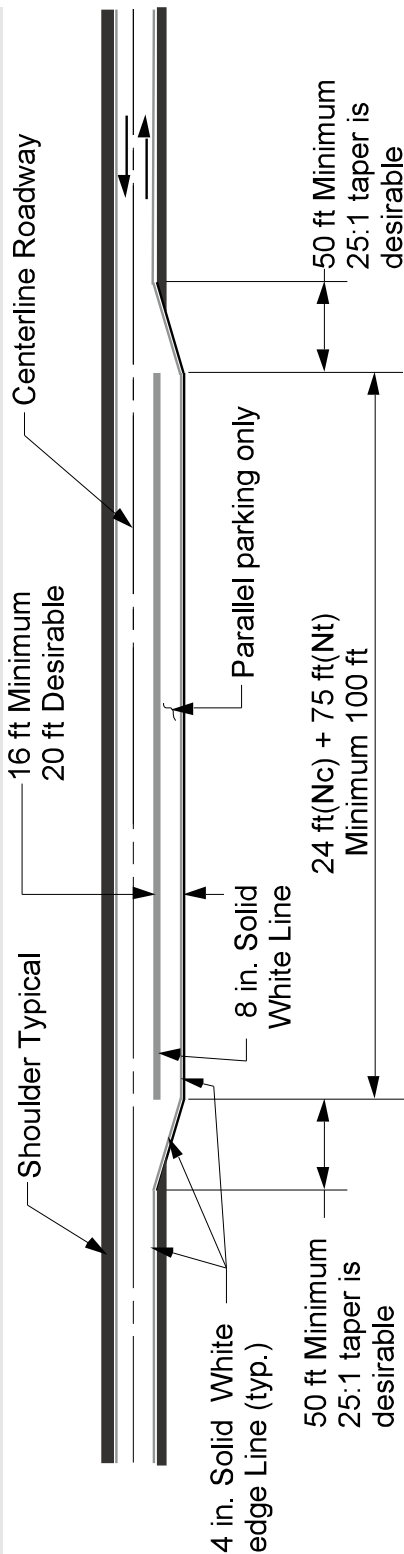 Shoulder Typical
16 ft Minimum
20 ft Desirable
Centerline Roadway
4 in. Solid White
edge Line (typ.)
8 in. Solid
White Line
Parallel parking only
50 ft Minimum
25:1 taper is
desirable
24 ft(Nc) + 75 ft(Nt)
Minimum 100 ft
50 ft Minimum
25:1 taper is
desirable